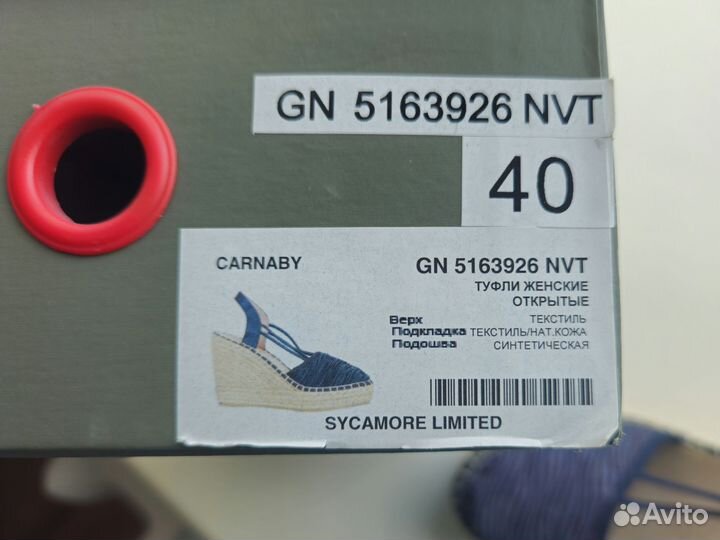 GN 5163926 NVT
40
CARNABY
GN 5163926 NVT
ТУФЛИ ЖЕНСКИЕ
ОТКРЫТЫЕ
Верх ТЕКСТИЛЬ
Подкладка ТЕКСТИЛЬ/НАТ.КОЖА
Подошва СИНТЕТИЧЕСКАЯ
SYCAMORE LIMITED
Avito